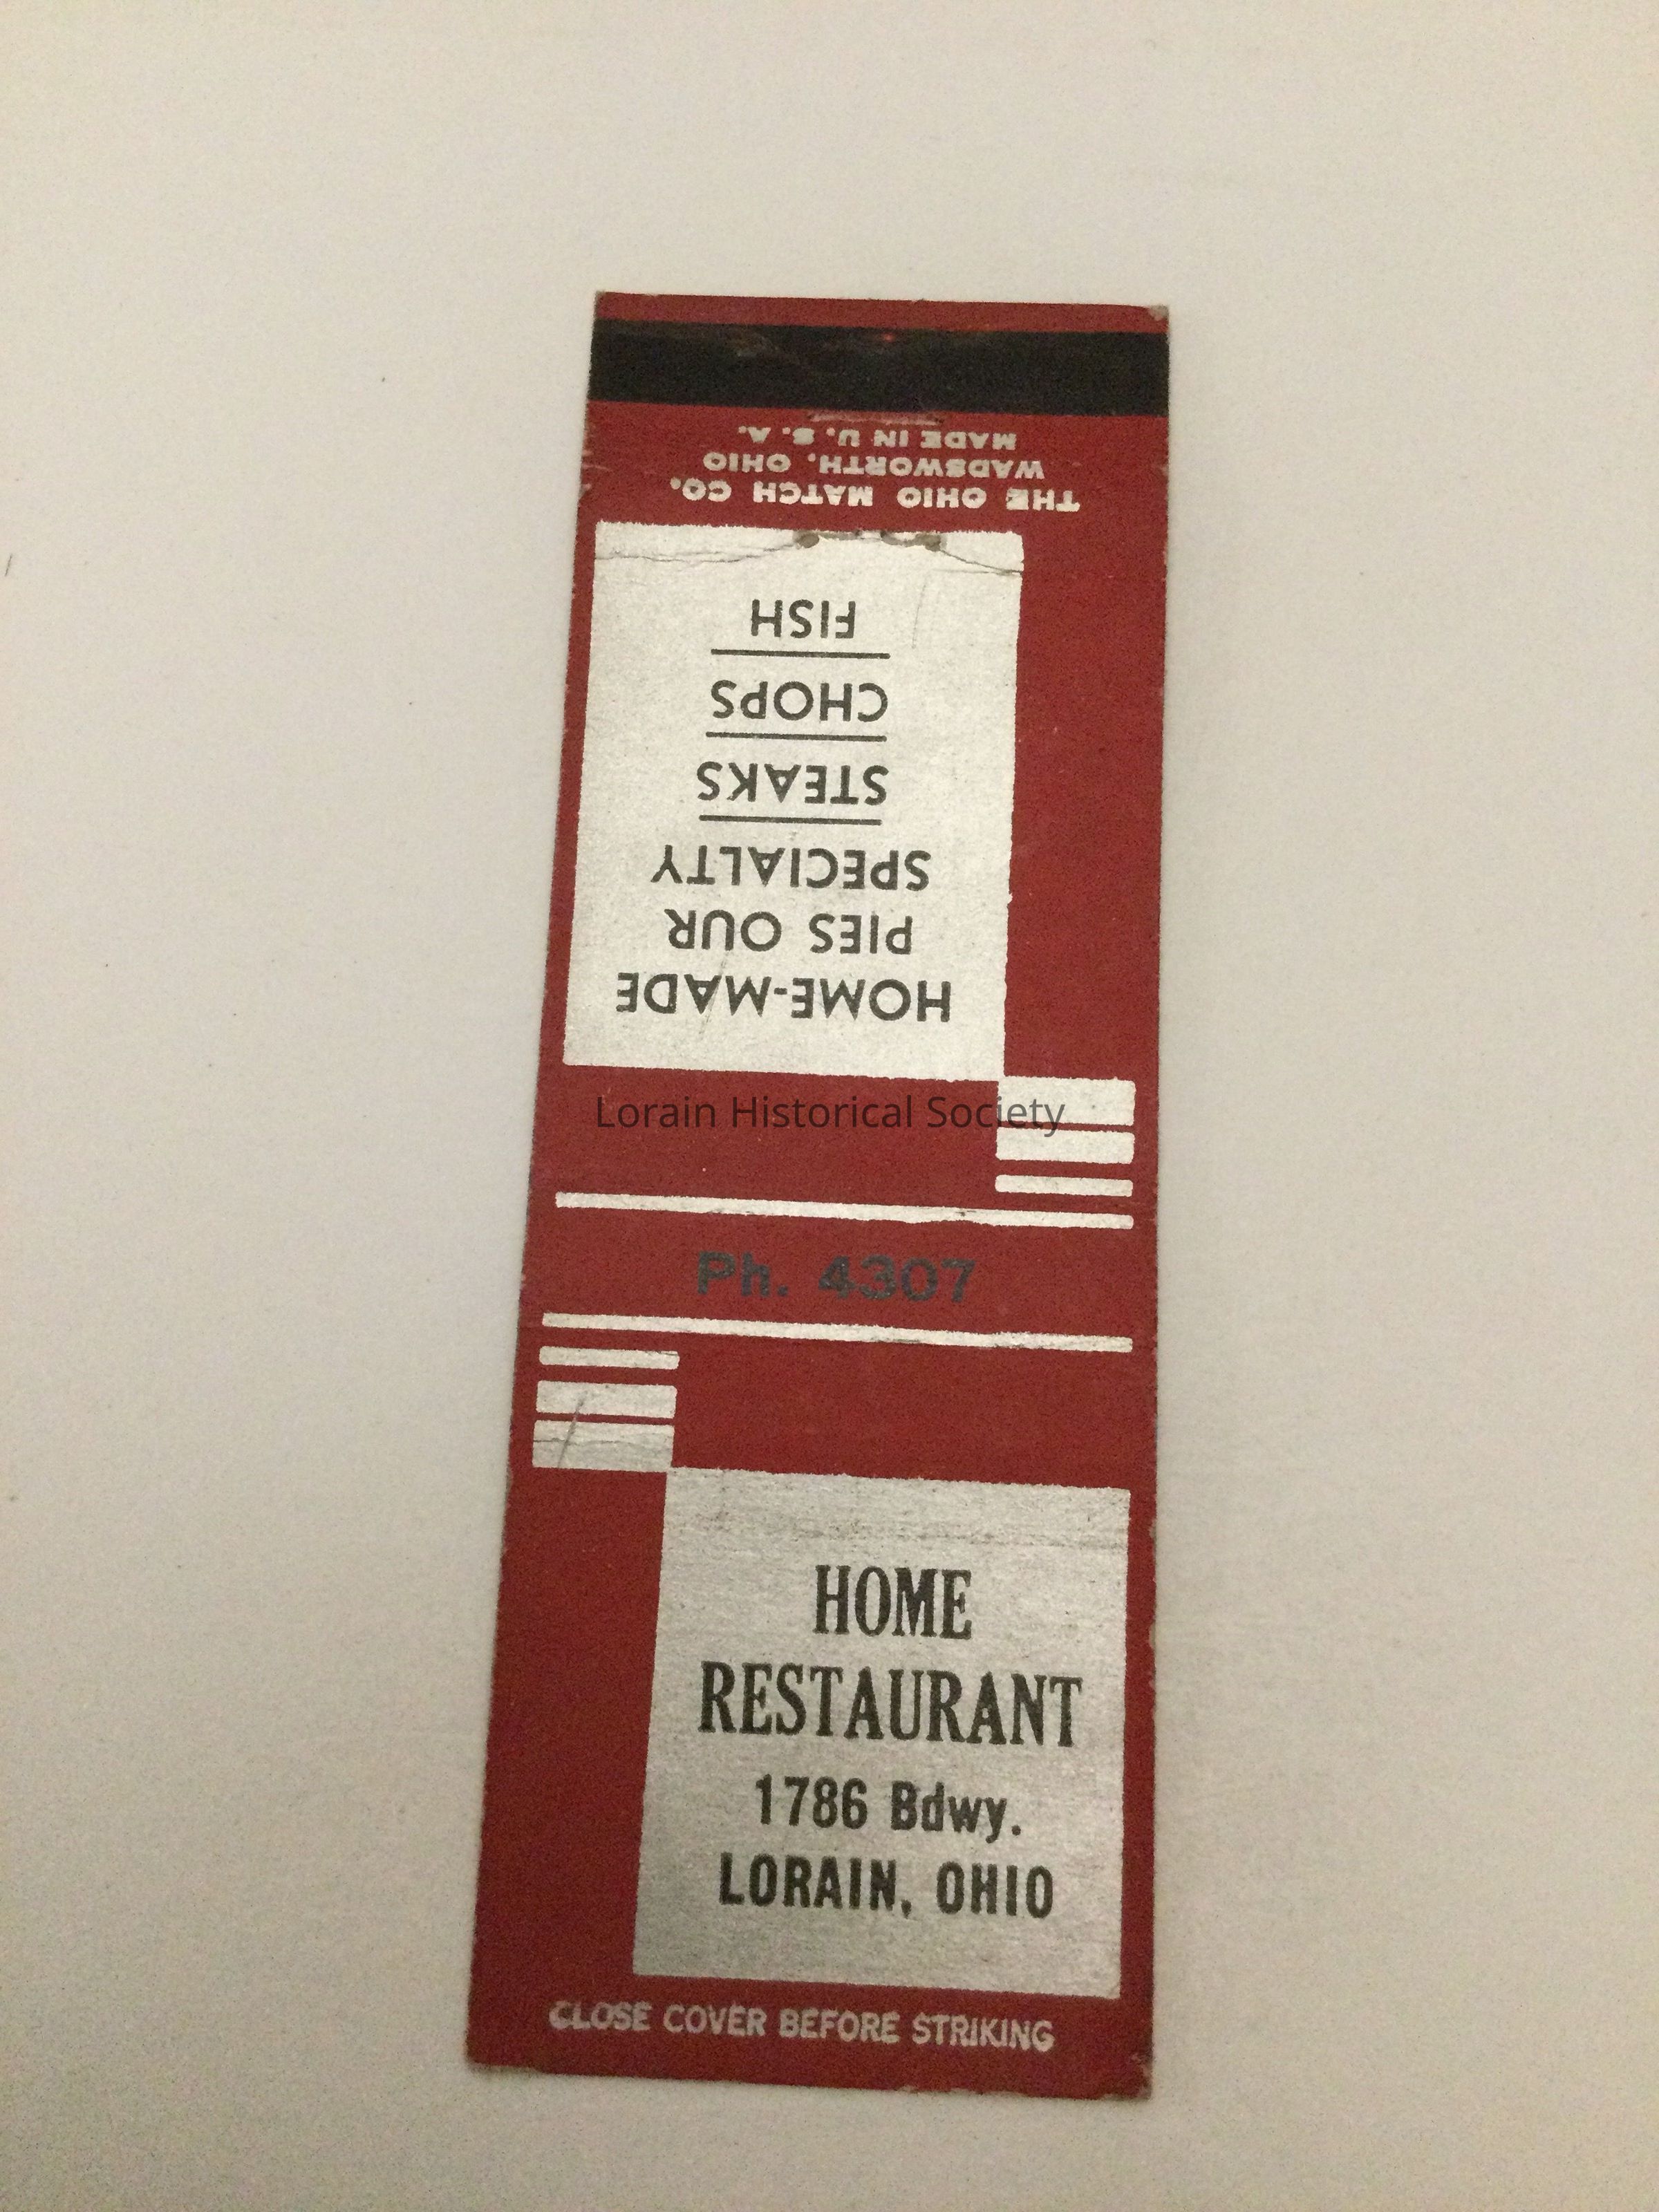 THE OHIO MATCH CO.
WADSWORTH, OHIO
MADE IN U. S. A.
HOME-MADE
PIES OUR
SPECIALTY
STEAKS
CHOPS
FISH
Lorain Historical Society
Ph. 4307
HOME
RESTAURANT
1786 Bdwy.
LORAIN, OHIO
CLOSE COVER BEFORE STRIKING